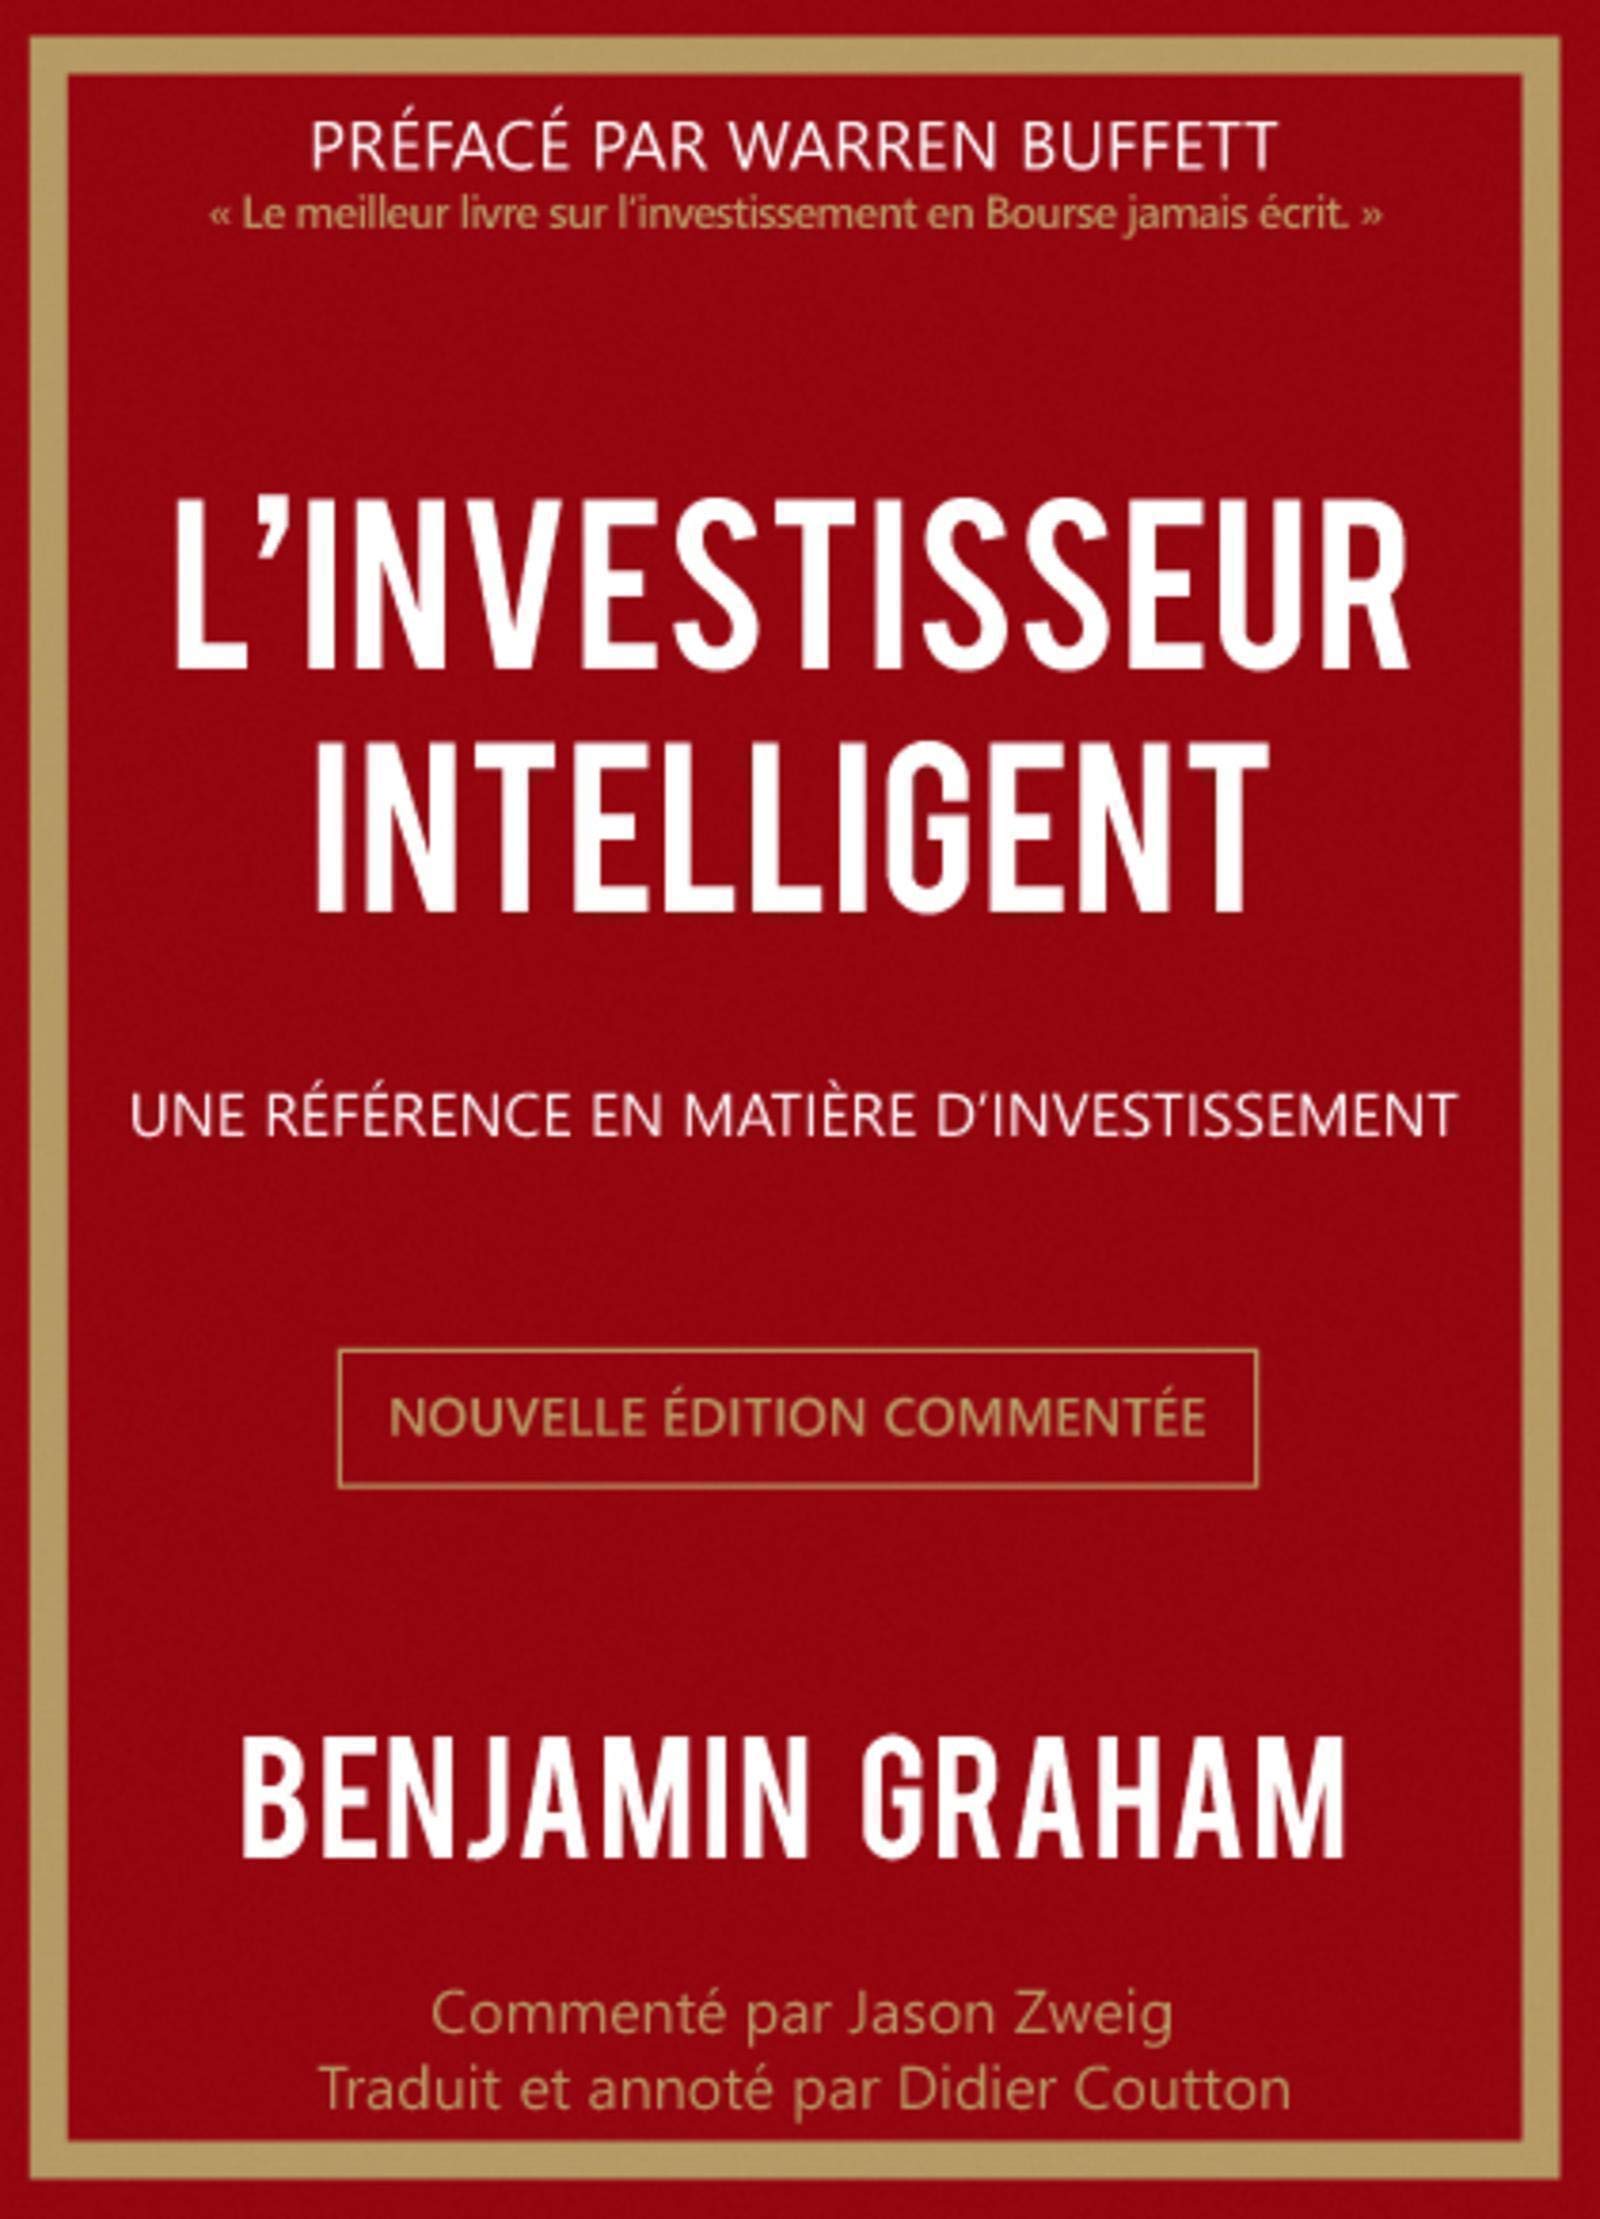 PRÉFACÉ PAR WARREN BUFFETT
« Le meilleur livre sur l'investissement en Bourse jamais écrit. »
L'INVESTISSEUR
INTELLIGENT
UNE RÉFÉRENCE EN MATIÈRE D'INVESTISSEMENT
NOUVELLE ÉDITION COMMENTÉE
BENJAMIN GRAHAM
Commenté par Jason Zweig
Traduit et annoté par Didier Coutton